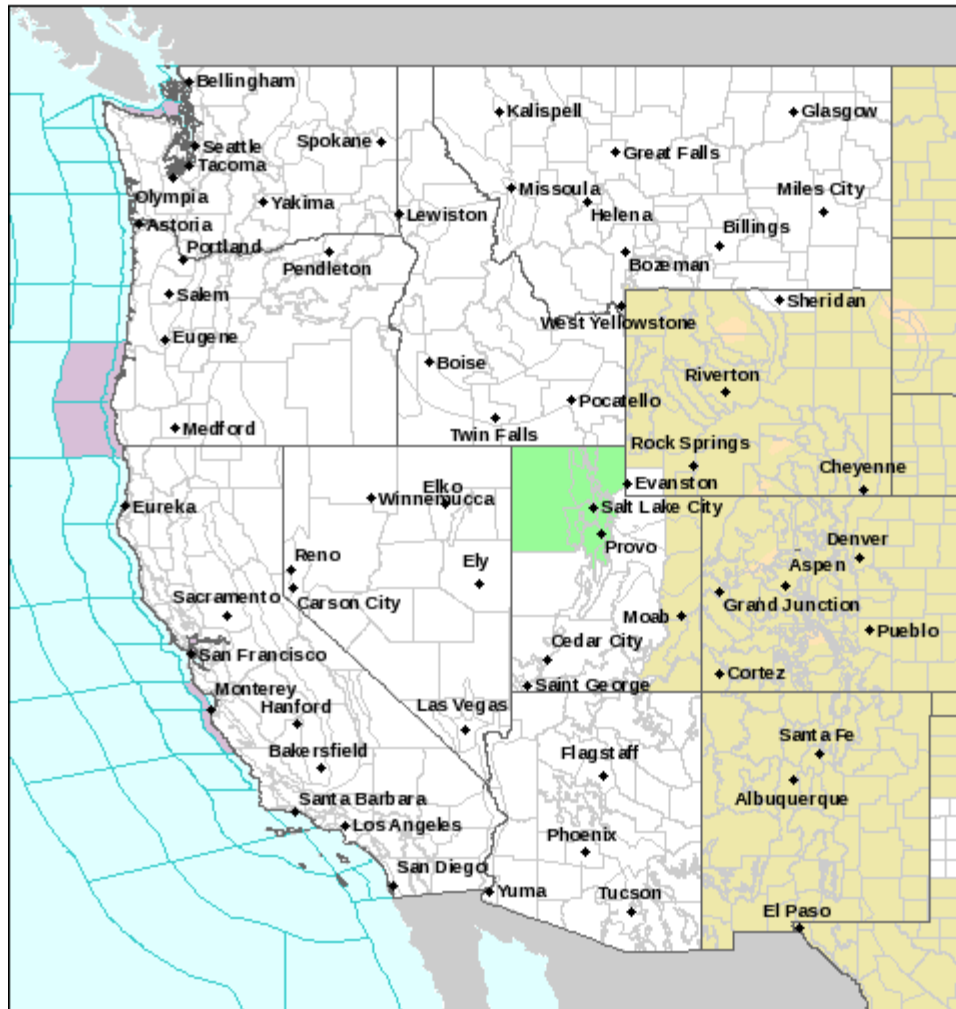 Bellingham
Kalispell
Glasgow
Seattle
Spokane
Great Falls
Tacoma
Olympia
Missoula
Miles City
Yakima
Lewiston
Helena
Astoria
Billings
Portland
Pendleton
Bozeman
Salem
Sheridan
West Yellowstone
Eugene
Boise
Riverton
Pocatello
Medford
Twin Falls
Rock Springs
Cheyenne
Elko
Evanston
Winnemucca
Eureka
Salt Lake City
Provo
Denver
Reno
Ely
Aspen
Sacramento
Carson City
Grand Junction
Moab
Pueblo
Cedar City
San Francisco
Cortez
Saint George
Monterey
Hanford
Las Vegas
Santa Fe
Bakersfield
Flagstaff
Albuquerque
Santa Barbara
Los Angeles
Phoenix
San Diego
Yuma
Tucson
El Paso